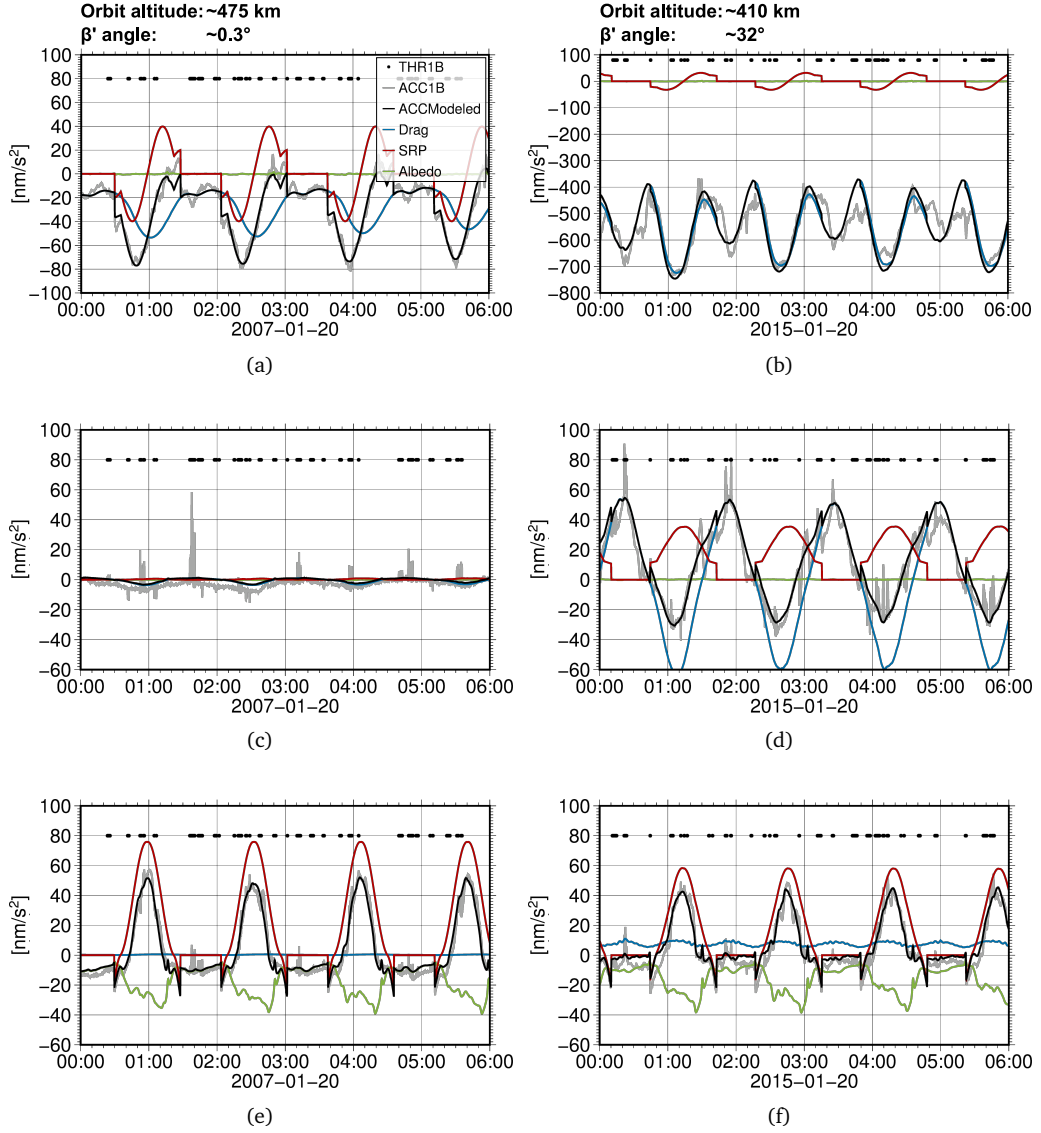 Orbit altitude: ~475 km
β' angle: ~0.3°
Orbit altitude: ~410 km
β' angle: ~32°
[nm/s²]
100
80
60
40
20
0
−20
−40
−60
−80
−100
THR1B
ACC1B
ACCModeled
Drag
SRP
Albedo
00:00 01:00 02:00 03:00 04:00 05:00 06:00
2007−01−20
(a)
[nm/s²]
100
0
−100
−200
−300
−400
−500
−600
−700
−800
00:00 01:00 02:00 03:00 04:00 05:00 06:00
2015−01−20
(b)
[nm/s²]
100
80
60
40
20
0
−20
−40
−60
00:00 01:00 02:00 03:00 04:00 05:00 06:00
2007−01−20
(c)
[nm/s²]
100
80
60
40
20
0
−20
−40
−60
00:00 01:00 02:00 03:00 04:00 05:00 06:00
2015−01−20
(d)
[nm/s²]
100
80
60
40
20
0
−20
−40
−60
00:00 01:00 02:00 03:00 04:00 05:00 06:00
2007−01−20
(e)
[nm/s²]
100
80
60
40
20
0
−20
−40
−60
00:00 01:00 02:00 03:00 04:00 05:00 06:00
2015−01−20
(f)